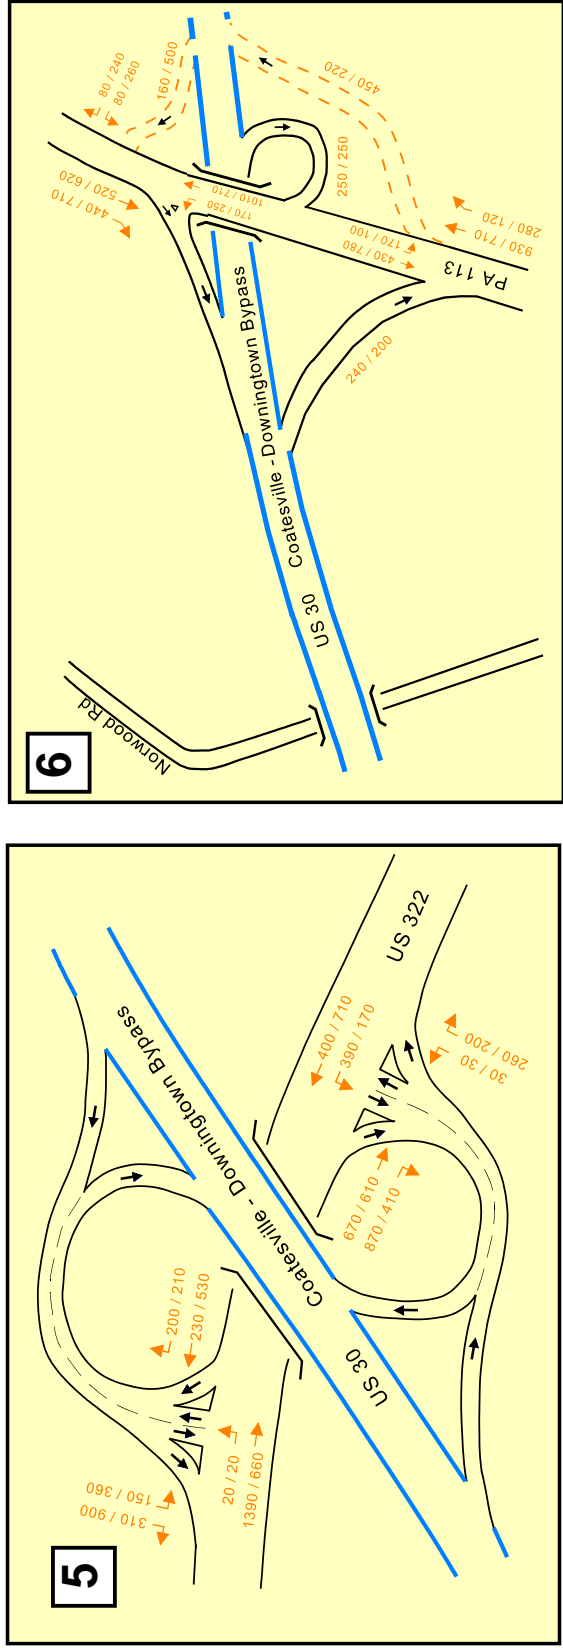 6
80 / 240
80 / 260
160 / 500
450 / 220
520 / 620
440 / 710
1010 / 710
170 / 250
250 / 250
170 / 100
430 / 780
280 / 120
930 / 710
PA 113
240 / 200
US 30 Coatesville - Downingtown Bypass
Norwood Rd
5
US 322
400 / 710
390 / 170
260 / 200
30 / 30
US 30 Coatesville - Downingtown Bypass
670 / 610
870 / 410
200 / 210
230 / 530
150 / 360
310 / 900
20 / 20
1390 / 660